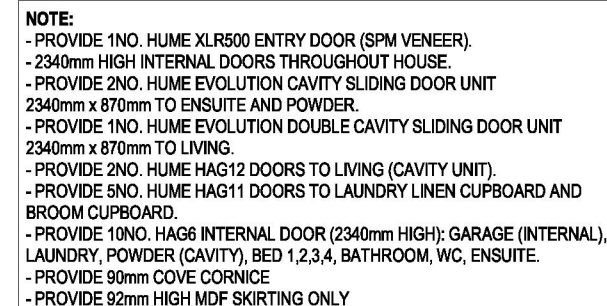 NOTE:
- PROVIDE 1NO. HUME XLR500 ENTRY DOOR (SPM VENEER).
- 2340mm HIGH INTERNAL DOORS THROUGHOUT HOUSE.
- PROVIDE 2NO. HUME EVOLUTION CAVITY SLIDING DOOR UNIT
2340mm x 870mm TO ENSUITE AND POWDER.
- PROVIDE 1NO. HUME EVOLUTION DOUBLE CAVITY SLIDING DOOR UNIT
2340mm x 870mm TO LIVING.
- PROVIDE 2NO. HUME HAG12 DOORS TO LIVING (CAVITY UNIT).
- PROVIDE 5NO. HUME HAG11 DOORS TO LAUNDRY LINEN CUPBOARD AND
BROOM CUPBOARD.
- PROVIDE 10NO. HAG6 INTERNAL DOOR (2340mm HIGH): GARAGE (INTERNAL),
LAUNDRY, POWDER (CAVITY), BED 1,2,3,4, BATHROOM, WC, ENSUITE.
- PROVIDE 90mm COVE CORNICE
- PROVIDE 92mm HIGH MDF SKIRTING ONLY